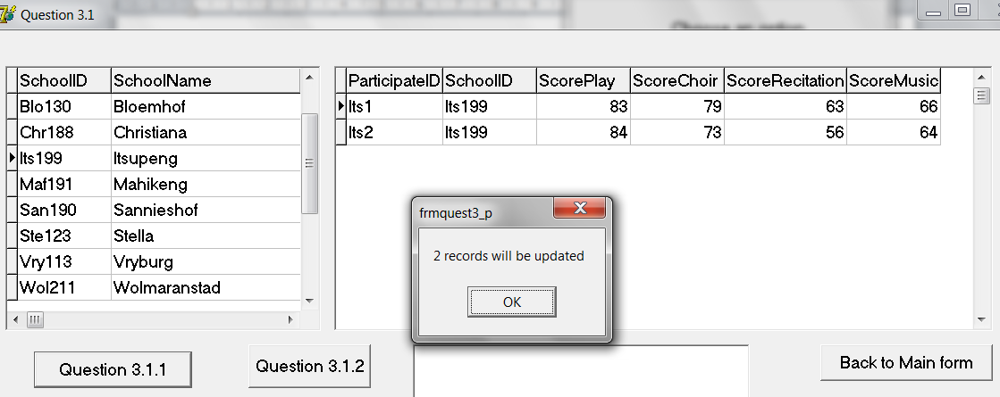 Question 3.1
SchoolID SchoolName
Blo130 Bloemhof
Chr188 Christiana
Its199 Itsupeng
Maf191 Mahikeng
San190 Sannieshof
Ste123 Stella
Vry113 Vryburg
Wol211 Wolmaranstad
ParticipateID SchoolID ScorePlay ScoreChoir ScoreRecitation ScoreMusic
Its1 Its199 83 79 63 66
Its2 Its199 84 73 56 64
frmquest3_p
2 records will be updated
OK
Question 3.1.1
Question 3.1.2
Back to Main form